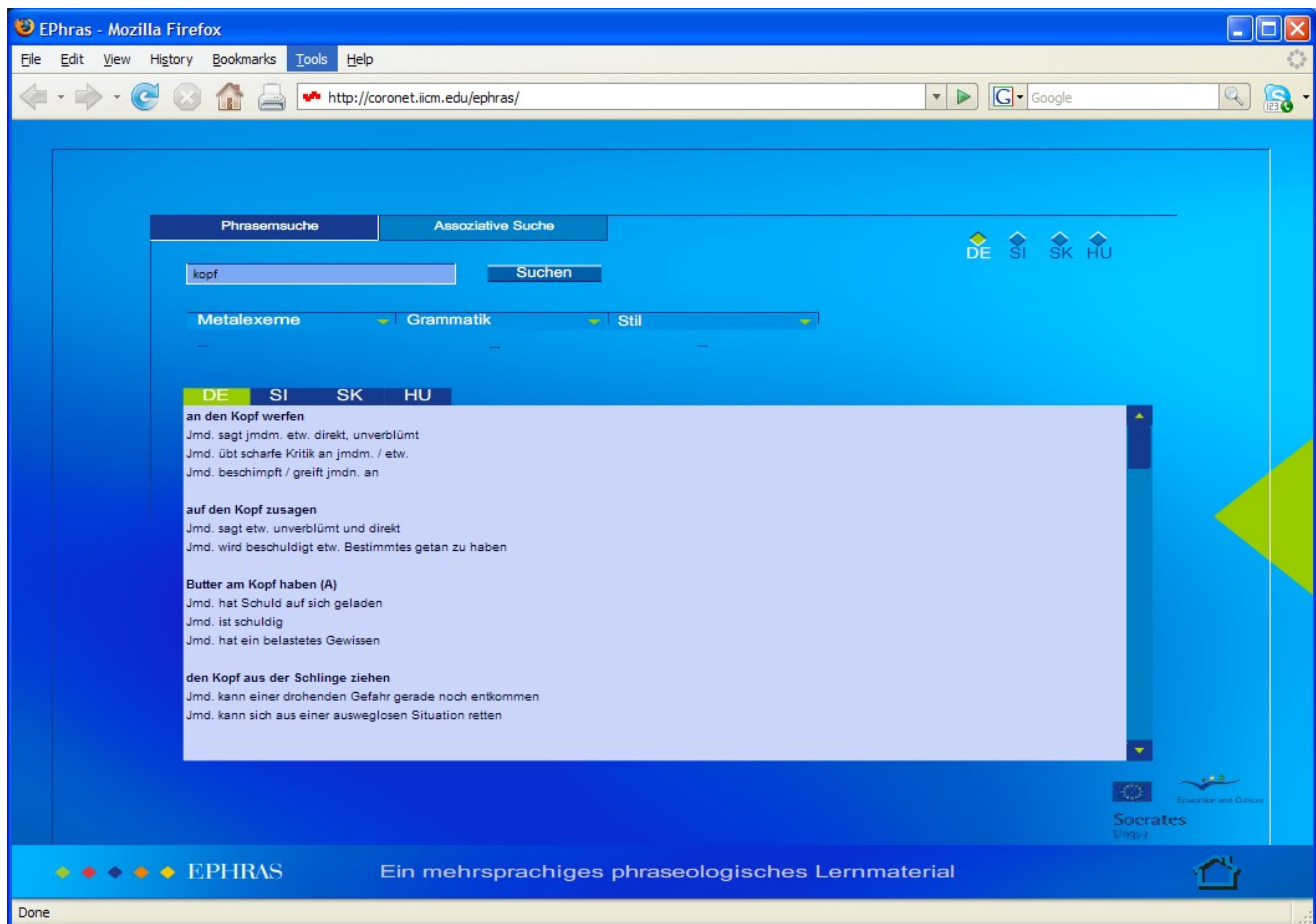 EPhras - Mozilla Firefox
File Edit View History Bookmarks Tools Help
http://coronet.iicm.edu/ephras/ G Google 123
Phrasemsuche Assoziative Suche
DE SI SK HU
kopf Suchen
Metalexeme Grammatik Stil
--- --- ---
DE SI SK HU
an den Kopf werfen
Jmd. sagt jmdm. etw. direkt, unverblümt
Jmd. übt scharfe Kritik an jmdm. / etw.
Jmd. beschimpft / greift jmdn. an
auf den Kopf zusagen
Jmd. sagt etw. unverblümt und direkt
Jmd. wird beschuldigt etw. Bestimmtes getan zu haben
Butter am Kopf haben (A)
Jmd. hat Schuld auf sich geladen
Jmd. ist schuldig
Jmd. hat ein belastetes Gewissen
den Kopf aus der Schlinge ziehen
Jmd. kann einer drohenden Gefahr gerade noch entkommen
Jmd. kann sich aus einer ausweglosen Situation retten
Education and Culture
Socrates
Lingua
EPHRAS Ein mehrsprachiges phraseologisches Lernmaterial
Done